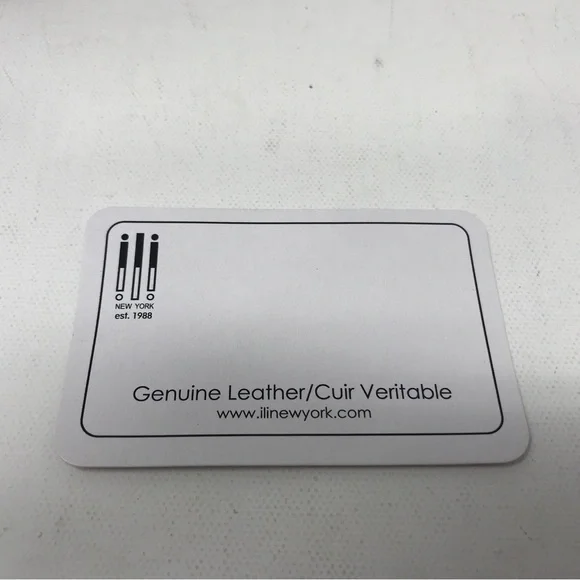 ili
NEW YORK
est. 1988
Genuine Leather/Cuir Veritable
www.ilinewyork.com